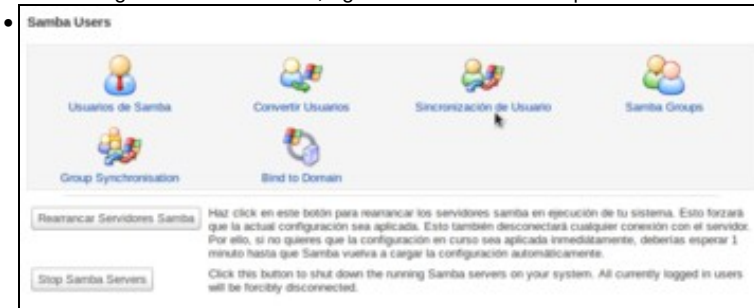 Samba Users
Usuarios de Samba
Convertir Usuarios
Sincronización de Usuario
Samba Groups
Group Synchronisation
Bind to Domain
Rearrancar Servidores Samba
Haz click en este botón para rearrancar los servidores samba en ejecución de tu sistema. Esto forzará
que la actual configuración sea aplicada. Esto también desconectará cualquier conexión con el servidor.
Por ello, si no quieres que la configuración en curso sea aplicada inmediátamente, deberías esperar 1
minuto hasta que Samba vuelva a cargar la configuración automáticamente.
Stop Samba Servers
Click this button to shut down the running Samba servers on your system. All currently logged in users
will be forcibly disconnected.